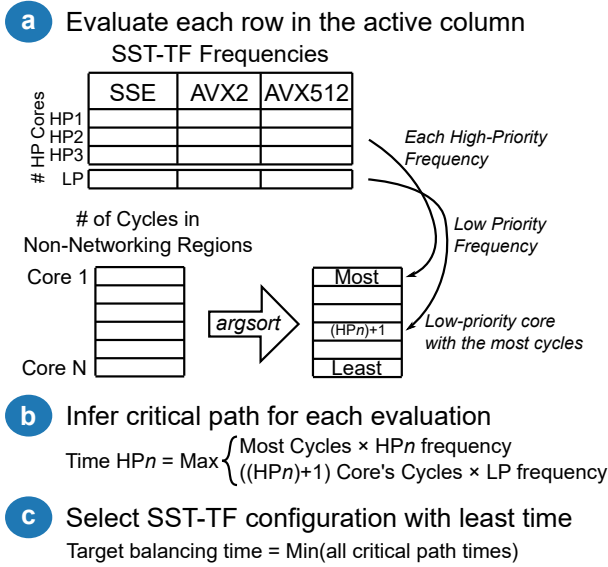 a Evaluate each row in the active column
SST-TF Frequencies
SSE AVX2 AVX512
# HP Cores
HP1
HP2
HP3
LP
Each High-Priority
Frequency
Low Priority
Frequency
# of Cycles in
Non-Networking Regions
Core 1
Core N
argsort
Most
(HPn)+1
Least
Low-priority core
with the most cycles
b Infer critical path for each evaluation
Time HPn = Max { Most Cycles × HPn frequency
((HPn)+1) Core's Cycles × LP frequency
c Select SST-TF configuration with least time
Target balancing time = Min(all critical path times)